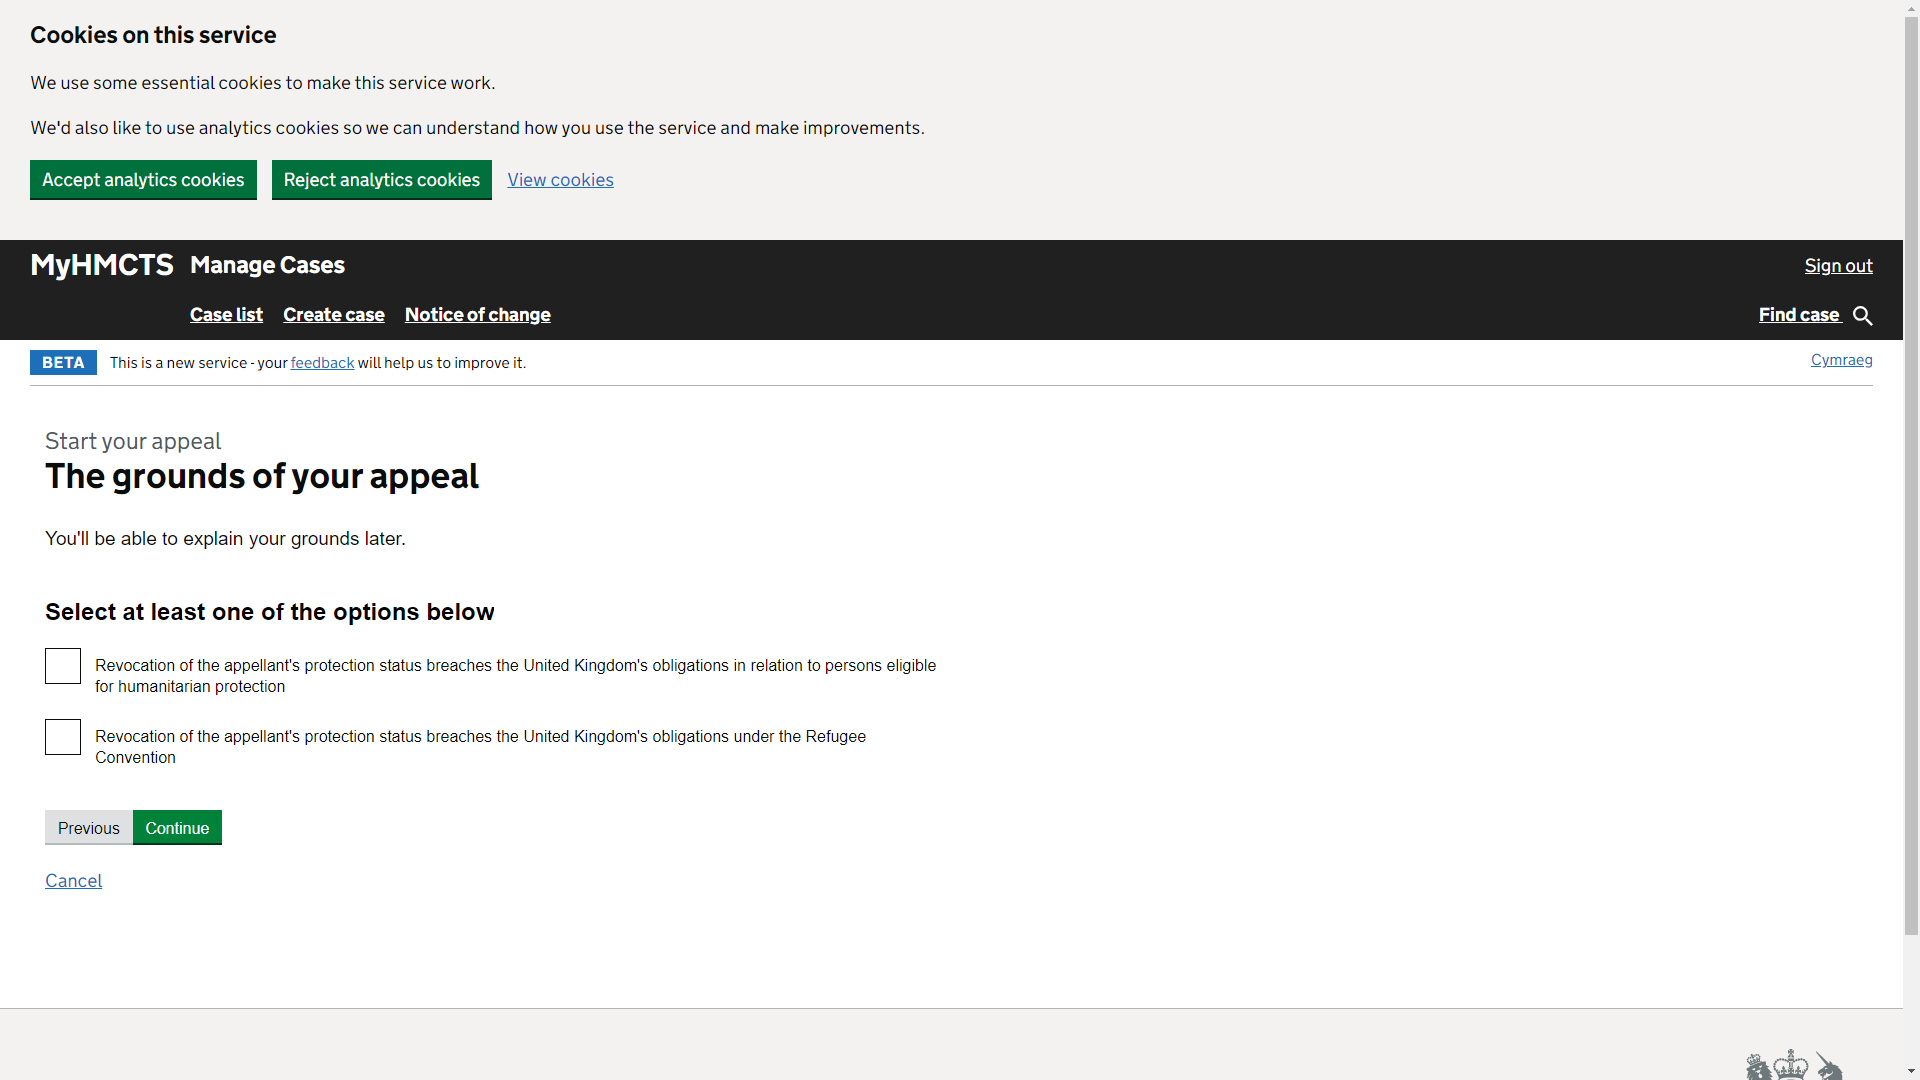 Cookies on this service
We use some essential cookies to make this service work.
We'd also like to use analytics cookies so we can understand how you use the service and make improvements.
Accept analytics cookies Reject analytics cookies View cookies
MyHMCTS Manage Cases Sign out
Case list Create case Notice of change Find case
BETA This is a new service - your feedback will help us to improve it. Cymraeg
Start your appeal
The grounds of your appeal
You'll be able to explain your grounds later.
Select at least one of the options below
Revocation of the appellant's protection status breaches the United Kingdom's obligations in relation to persons eligible
for humanitarian protection
Revocation of the appellant's protection status breaches the United Kingdom's obligations under the Refugee
Convention
Previous Continue
Cancel